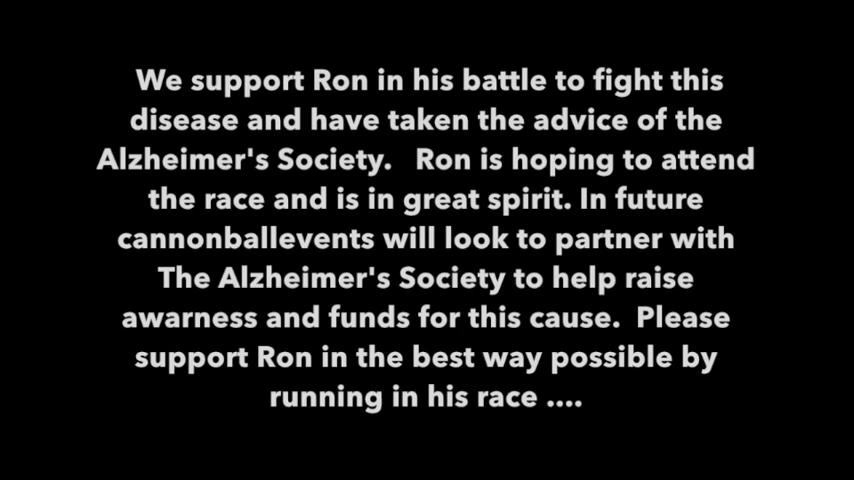 We support Ron in his battle to fight this
disease and have taken the advice of the
Alzheimer's Society.   Ron is hoping to attend
the race and is in great spirit. In future
cannonballevents will look to partner with
The Alzheimer's Society to help raise
awarness and funds for this cause.  Please
support Ron in the best way possible by
running in his race ....